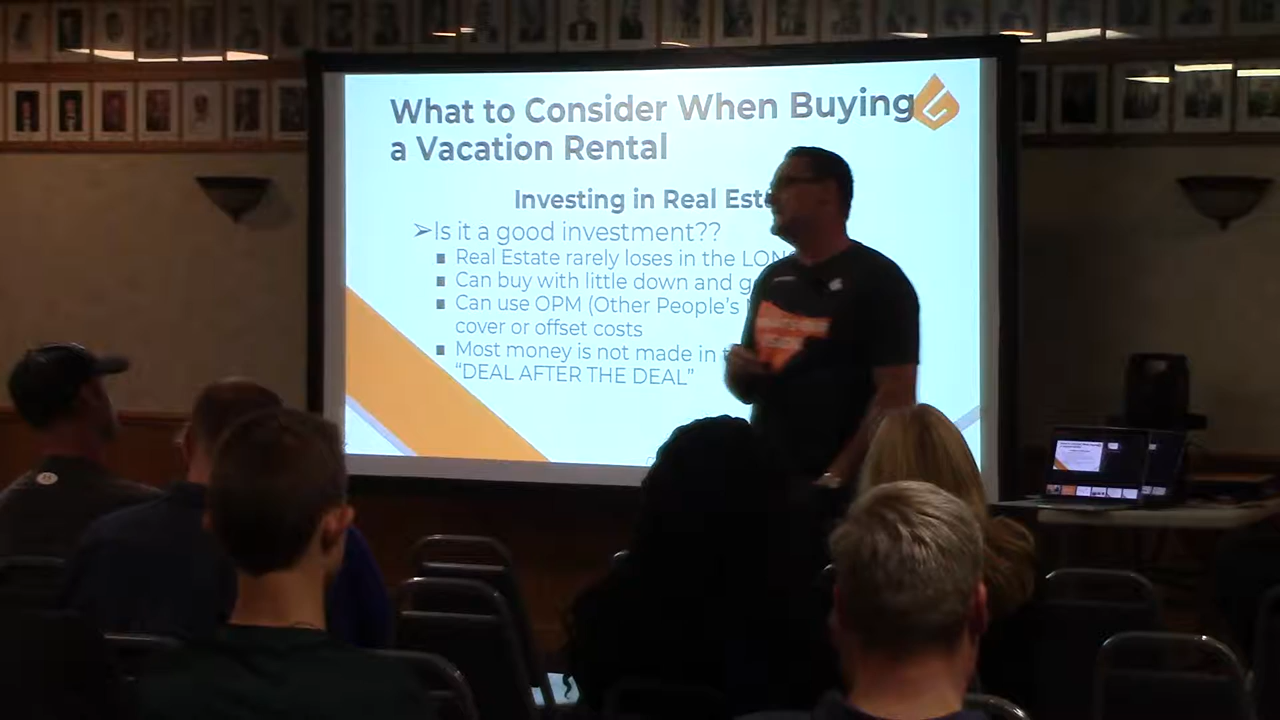 What to Consider When Buying
a Vacation Rental
Investing in Real
➢Is it a good investment??
▪ Real Estate rarely loses in the
▪ Can buy with little down and
▪ Can use OPM (Other People's
cover or offset costs
▪ Most money is not made in
"DEAL AFTER THE DEAL"